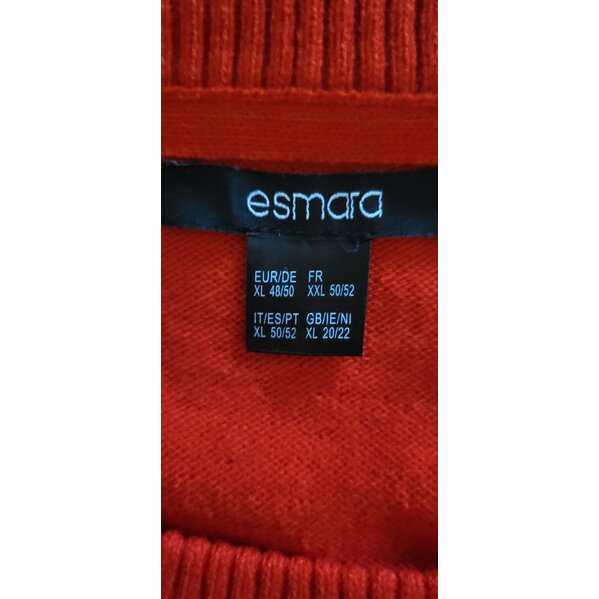 esmara
EUR/DE FR
XL 48/50 XXL 50/52
IT/ES/PT GB/IE/NI
XL 50/52 XL 20/22